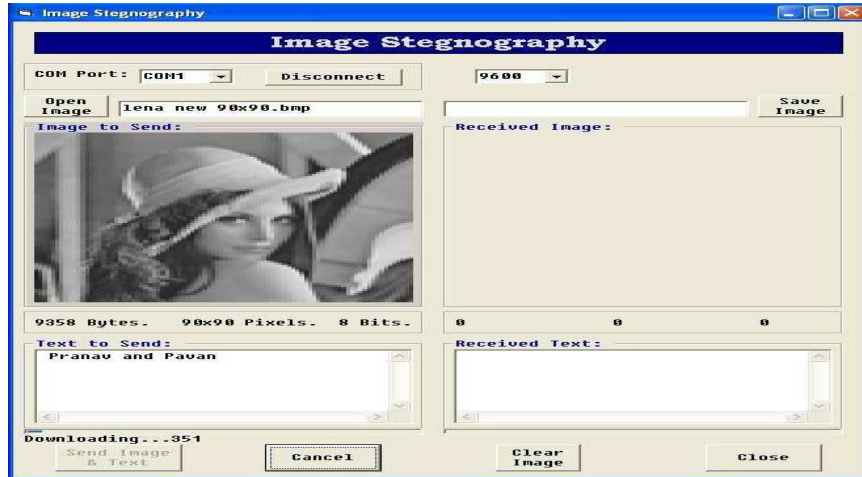 Image Stegnography
Image Stegnography
COM Port: COM1 Disconnect 9600
Open Image lena new 90x90.bmp Save Image
Image to Send: Received Image:
9358 Bytes. 90x90 Pixels. 8 Bits. 0 0 0
Text to Send: Received Text:
Pranav and Pavan
Downloading...351
Send Image & Text Cancel Clear Image Close